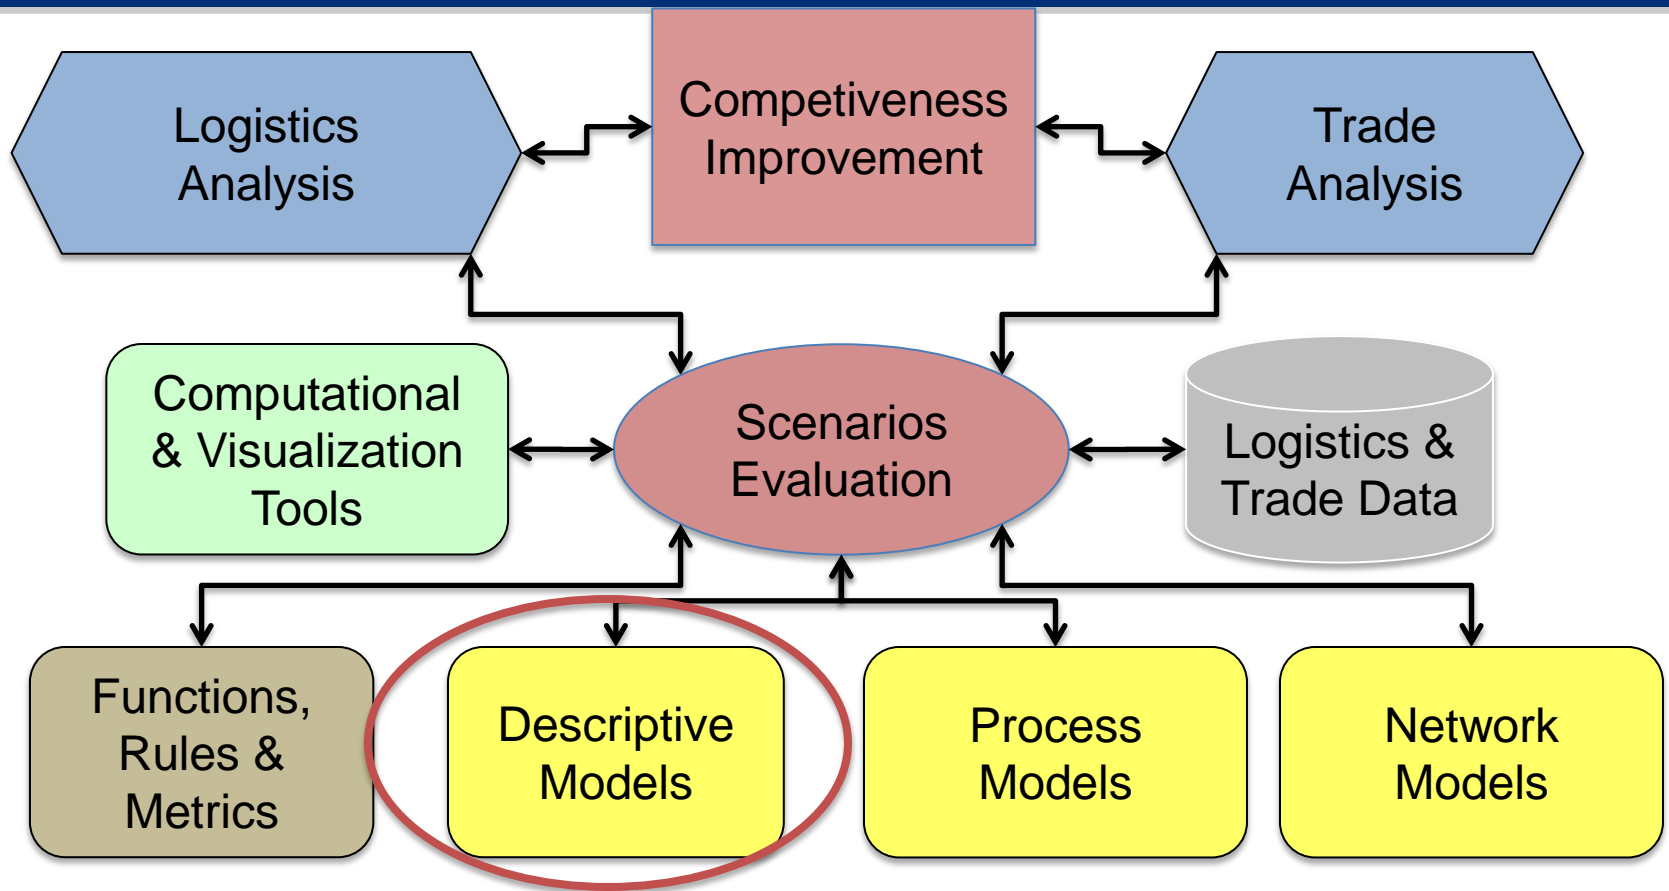 Logistics
Analysis
Competiveness
Improvement
Trade
Analysis
Computational
& Visualization
Tools
Scenarios
Evaluation
Logistics &
Trade Data
Functions,
Rules &
Metrics
Descriptive
Models
Process
Models
Network
Models